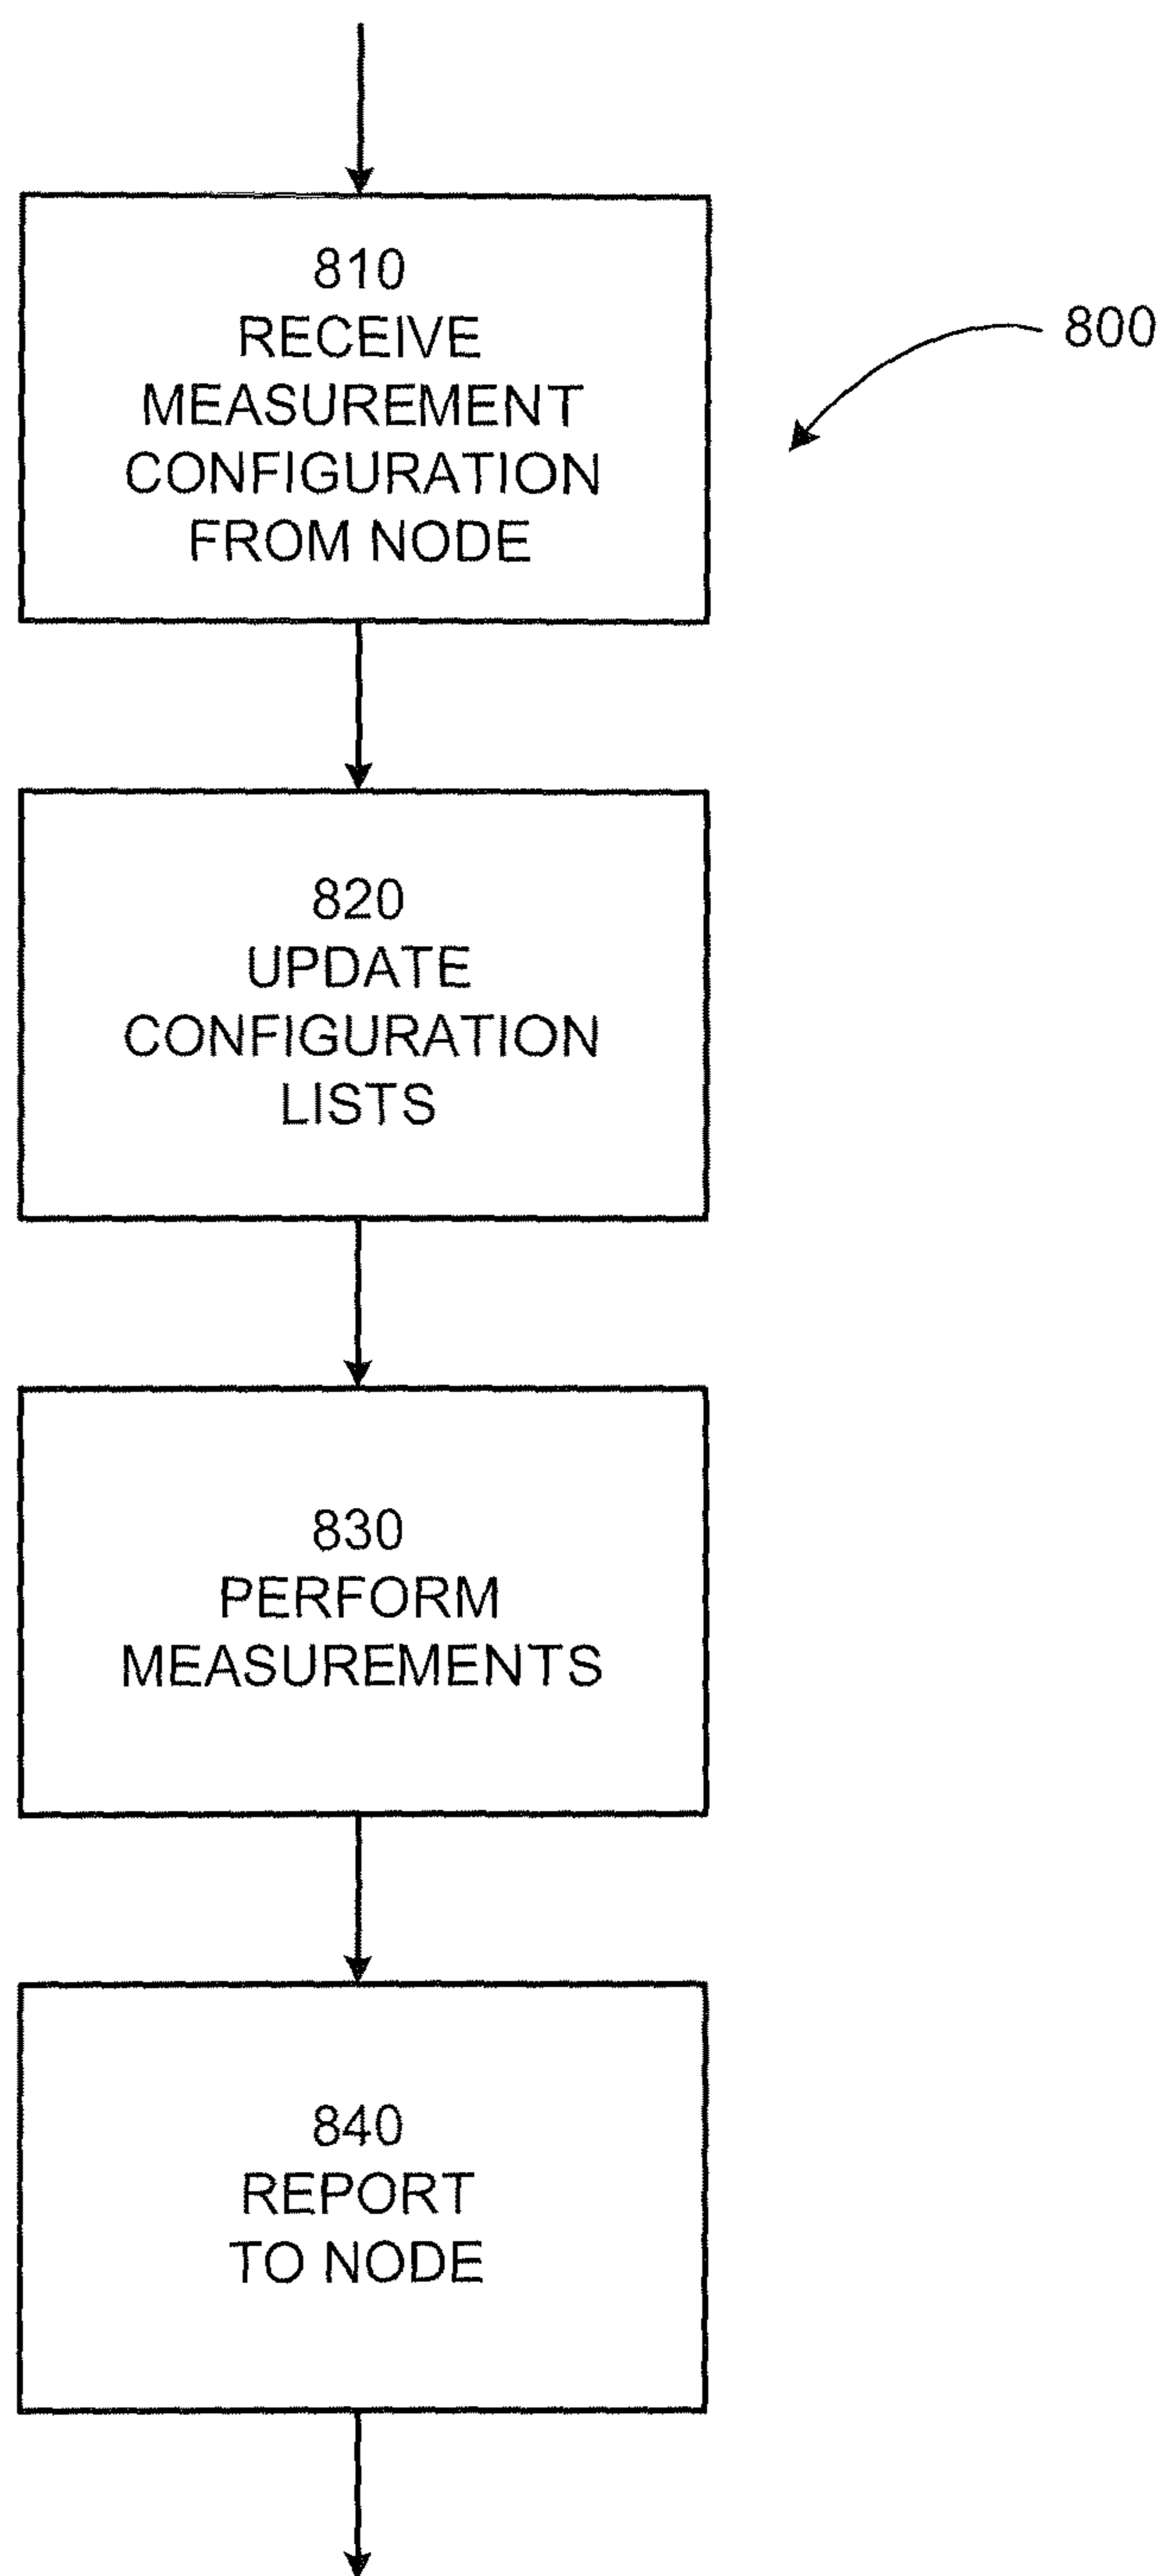 810
RECEIVE
MEASUREMENT
CONFIGURATION
FROM NODE
800
820
UPDATE
CONFIGURATION
LISTS
830
PERFORM
MEASUREMENTS
840
REPORT
TO NODE